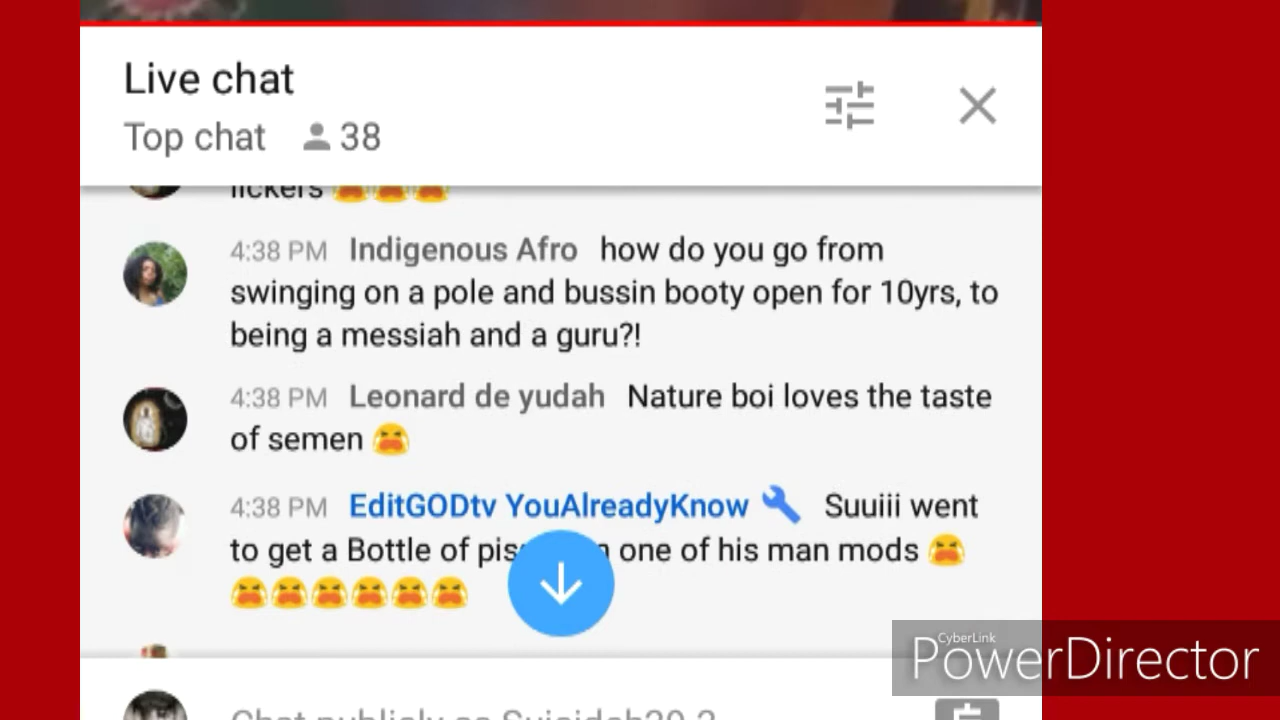 Live chat
Top chat 38
lickers 😫😫😫
4:38 PM Indigenous Afro how do you go from
swinging on a pole and bussin booty open for 10yrs, to
being a messiah and a guru?!
4:38 PM Leonard de yudah Nature boi loves the taste
of semen 😫
4:38 PM EditGODtv YouAlreadyKnow Suuiii went
to get a Bottle of one of his man mods 😫
😫😫😫😫😫😫
CyberLink
PowerDirector
Chat publicly as